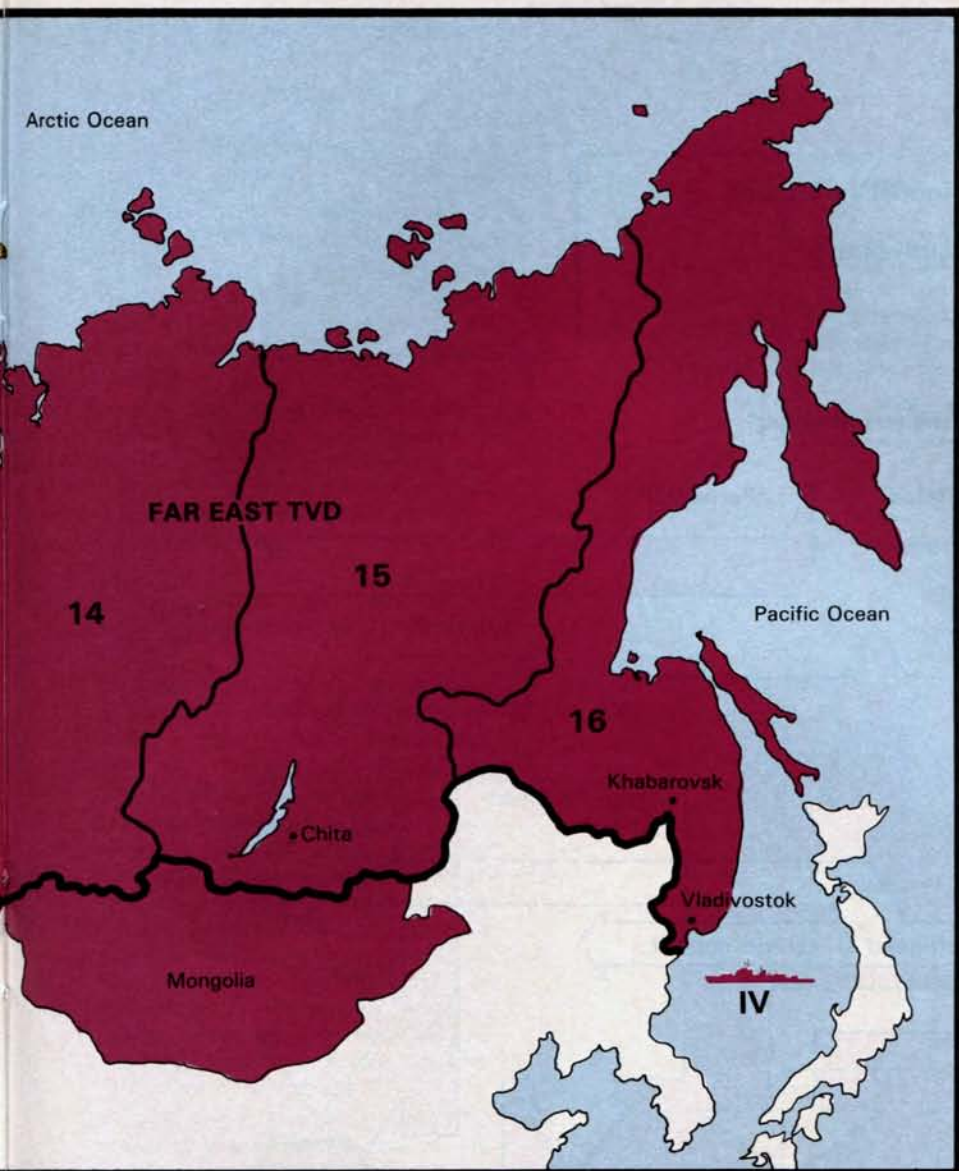 Arctic Ocean
FAR EAST TVD
15
14
Pacific Ocean
16
Khabarovsk
Chita
Vladivostok
Mongolia
IV